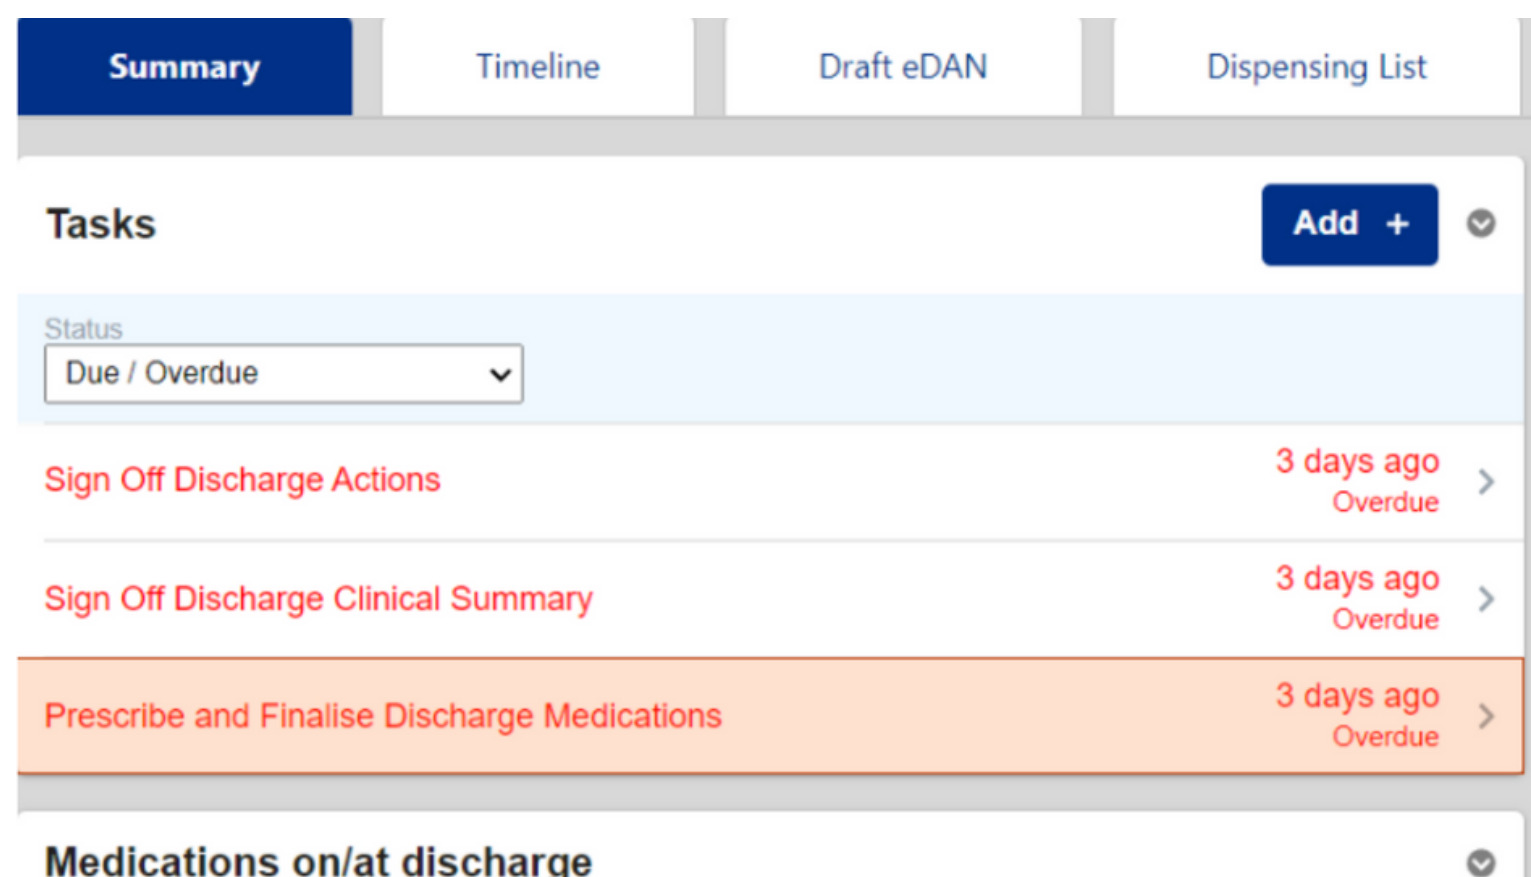 Summary Timeline Draft eDAN Dispensing List
Tasks Add +
Status
Due / Overdue
Sign Off Discharge Actions 3 days ago
Overdue
Sign Off Discharge Clinical Summary 3 days ago
Overdue
Prescribe and Finalise Discharge Medications 3 days ago
Overdue
Medications on/at discharge